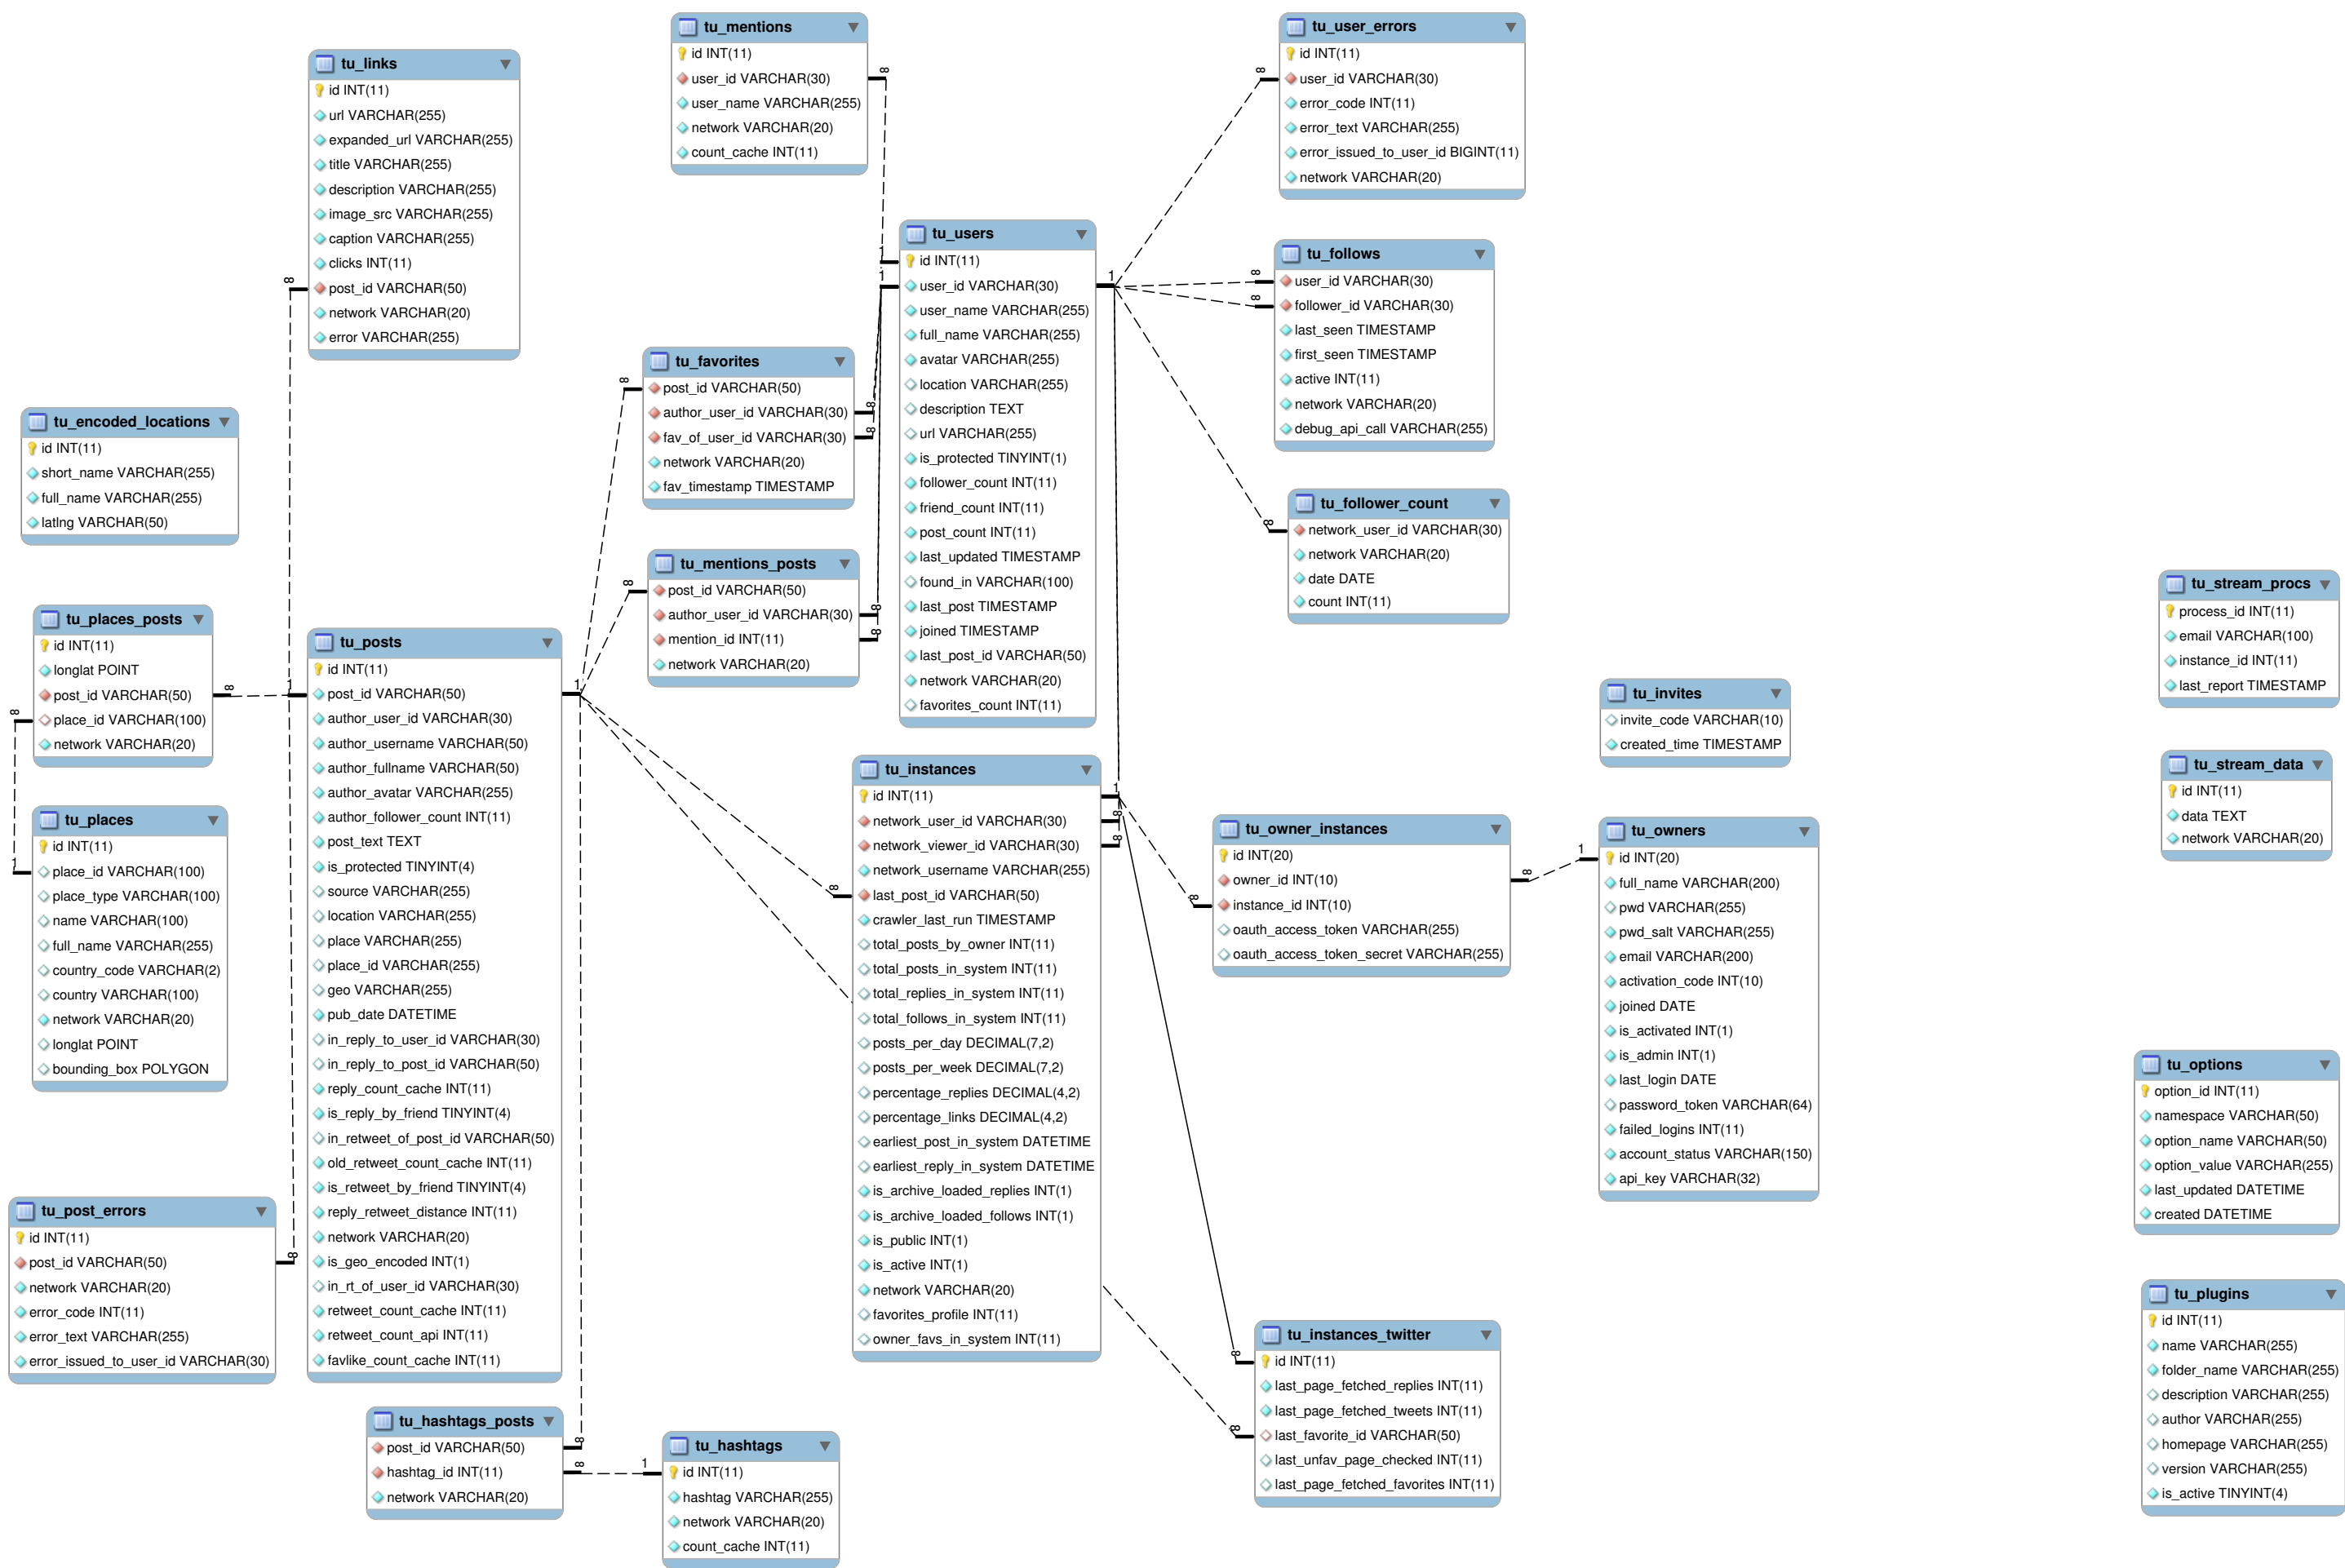 tu_mentions
id INT(11)
user_id VARCHAR(30)
user_name VARCHAR(255)
network VARCHAR(20)
count_cache INT(11)
tu_user_errors
id INT(11)
user_id VARCHAR(30)
error_code INT(11)
error_text VARCHAR(255)
error_issued_to_user_id BIGINT(11)
network VARCHAR(20)
tu_links
id INT(11)
url VARCHAR(255)
expanded_url VARCHAR(255)
title VARCHAR(255)
description VARCHAR(255)
image_src VARCHAR(255)
caption VARCHAR(255)
clicks INT(11)
post_id VARCHAR(50)
network VARCHAR(20)
error VARCHAR(255)
tu_users
id INT(11)
user_id VARCHAR(30)
user_name VARCHAR(255)
full_name VARCHAR(255)
avatar VARCHAR(255)
location VARCHAR(255)
description TEXT
url VARCHAR(255)
is_protected TINYINT(1)
follower_count INT(11)
friend_count INT(11)
post_count INT(11)
last_updated TIMESTAMP
found_in VARCHAR(100)
last_post TIMESTAMP
joined TIMESTAMP
last_post_id VARCHAR(50)
network VARCHAR(20)
favorites_count INT(11)
tu_follows
user_id VARCHAR(30)
follower_id VARCHAR(30)
last_seen TIMESTAMP
first_seen TIMESTAMP
active INT(11)
network VARCHAR(20)
debug_api_call VARCHAR(255)
tu_favorites
post_id VARCHAR(50)
author_user_id VARCHAR(30)
fav_of_user_id VARCHAR(30)
network VARCHAR(20)
fav_timestamp TIMESTAMP
tu_encoded_locations
id INT(11)
short_name VARCHAR(255)
full_name VARCHAR(255)
latlng VARCHAR(50)
tu_follower_count
network_user_id VARCHAR(30)
network VARCHAR(20)
date DATE
count INT(11)
tu_mentions_posts
post_id VARCHAR(50)
author_user_id VARCHAR(30)
mention_id INT(11)
network VARCHAR(20)
tu_stream_procs
process_id INT(11)
email VARCHAR(100)
instance_id INT(11)
last_report TIMESTAMP
tu_places_posts
id INT(11)
longlat POINT
post_id VARCHAR(50)
place_id VARCHAR(100)
network VARCHAR(20)
tu_posts
id INT(11)
post_id VARCHAR(50)
author_user_id VARCHAR(30)
author_username VARCHAR(50)
author_fullname VARCHAR(50)
author_avatar VARCHAR(255)
author_follower_count INT(11)
post_text TEXT
is_protected TINYINT(4)
source VARCHAR(255)
location VARCHAR(255)
place VARCHAR(255)
place_id VARCHAR(255)
geo VARCHAR(255)
pub_date DATETIME
in_reply_to_user_id VARCHAR(30)
in_reply_to_post_id VARCHAR(50)
reply_count_cache INT(11)
is_reply_by_friend TINYINT(4)
in_retweet_of_post_id VARCHAR(50)
old_retweet_count_cache INT(11)
is_retweet_by_friend TINYINT(4)
reply_retweet_distance INT(11)
network VARCHAR(20)
is_geo_encoded INT(1)
in_rt_of_user_id VARCHAR(30)
retweet_count_cache INT(11)
retweet_count_api INT(11)
favlike_count_cache INT(11)
tu_invites
invite_code VARCHAR(10)
created_time TIMESTAMP
tu_stream_data
id INT(11)
data TEXT
network VARCHAR(20)
tu_instances
id INT(11)
network_user_id VARCHAR(30)
network_viewer_id VARCHAR(30)
network_username VARCHAR(255)
last_post_id VARCHAR(50)
crawler_last_run TIMESTAMP
total_posts_by_owner INT(11)
total_posts_in_system INT(11)
total_replies_in_system INT(11)
total_follows_in_system INT(11)
posts_per_day DECIMAL(7,2)
posts_per_week DECIMAL(7,2)
percentage_replies DECIMAL(4,2)
percentage_links DECIMAL(4,2)
earliest_post_in_system DATETIME
earliest_reply_in_system DATETIME
is_archive_loaded_replies INT(1)
is_archive_loaded_follows INT(1)
is_public INT(1)
is_active INT(1)
network VARCHAR(20)
favorites_profile INT(11)
owner_favs_in_system INT(11)
tu_places
id INT(11)
place_id VARCHAR(100)
place_type VARCHAR(100)
name VARCHAR(100)
full_name VARCHAR(255)
country_code VARCHAR(2)
country VARCHAR(100)
network VARCHAR(20)
longlat POINT
bounding_box POLYGON
tu_owner_instances
id INT(20)
owner_id INT(10)
instance_id INT(10)
oauth_access_token VARCHAR(255)
oauth_access_token_secret VARCHAR(255)
tu_owners
id INT(20)
full_name VARCHAR(200)
pwd VARCHAR(255)
pwd_salt VARCHAR(255)
email VARCHAR(200)
activation_code INT(10)
joined DATE
is_activated INT(1)
is_admin INT(1)
last_login DATE
password_token VARCHAR(64)
failed_logins INT(11)
account_status VARCHAR(150)
api_key VARCHAR(32)
tu_options
option_id INT(11)
namespace VARCHAR(50)
option_name VARCHAR(50)
option_value VARCHAR(255)
last_updated DATETIME
created DATETIME
tu_post_errors
id INT(11)
post_id VARCHAR(50)
network VARCHAR(20)
error_code INT(11)
error_text VARCHAR(255)
error_issued_to_user_id VARCHAR(30)
tu_plugins
id INT(11)
name VARCHAR(255)
folder_name VARCHAR(255)
description VARCHAR(255)
author VARCHAR(255)
homepage VARCHAR(255)
version VARCHAR(255)
is_active TINYINT(4)
tu_instances_twitter
id INT(11)
last_page_fetched_replies INT(11)
last_page_fetched_tweets INT(11)
last_favorite_id VARCHAR(50)
last_unfav_page_checked INT(11)
last_page_fetched_favorites INT(11)
tu_hashtags_posts
post_id VARCHAR(50)
hashtag_id INT(11)
network VARCHAR(20)
tu_hashtags
id INT(11)
hashtag VARCHAR(255)
network VARCHAR(20)
count_cache INT(11)